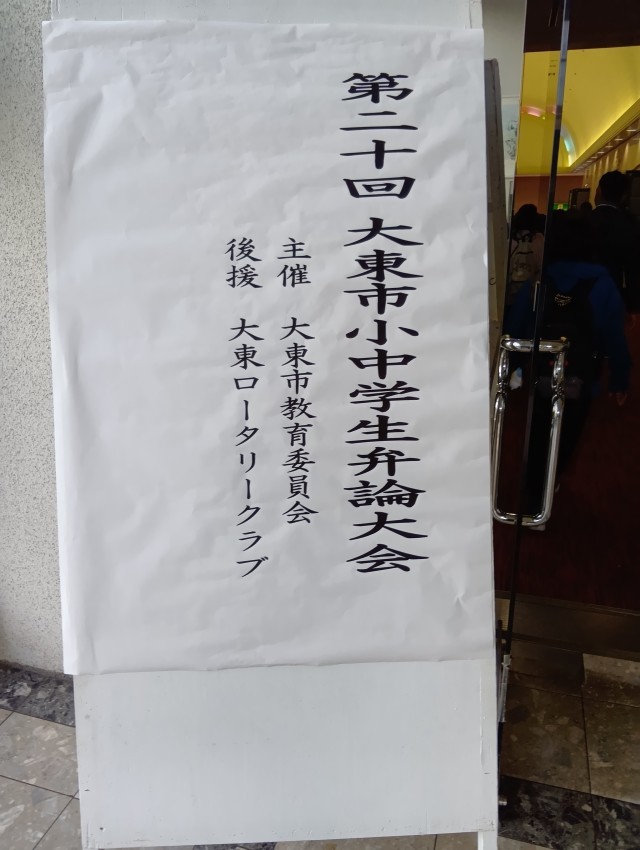 第二十回 大東市小中学生弁論大会
主催 大東市教育委員会
後援 大東ロータリークラブ